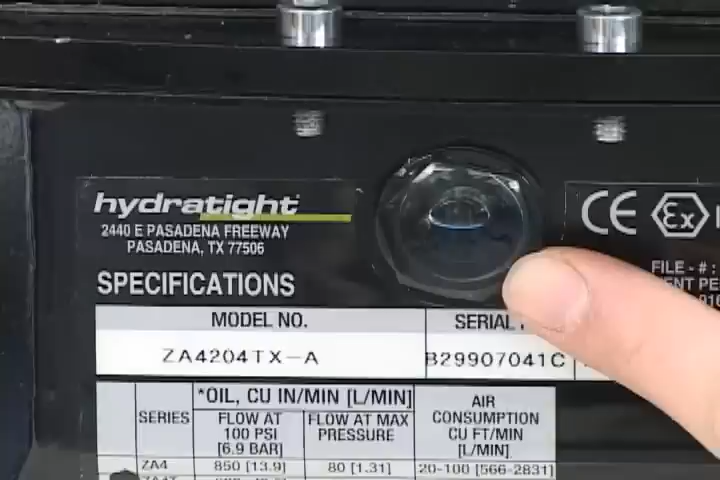 hydratight
2440 E PASADENA FREEWAY
PASADENA, TX 77506
SPECIFICATIONS
CE Ex
FILE - # :
MODEL NO. SERIAL
ZA4204TX-A B29907041C
SERIES
*OIL, CU IN/MIN [L/MIN]
FLOW AT
100 PSI
[6.9 BAR]
FLOW AT MAX
PRESSURE
AIR
CONSUMPTION
CU FT/MIN
[L/MIN]
ZA4 850 [13.9] 80 [1.31] 20-100 [566-2831]